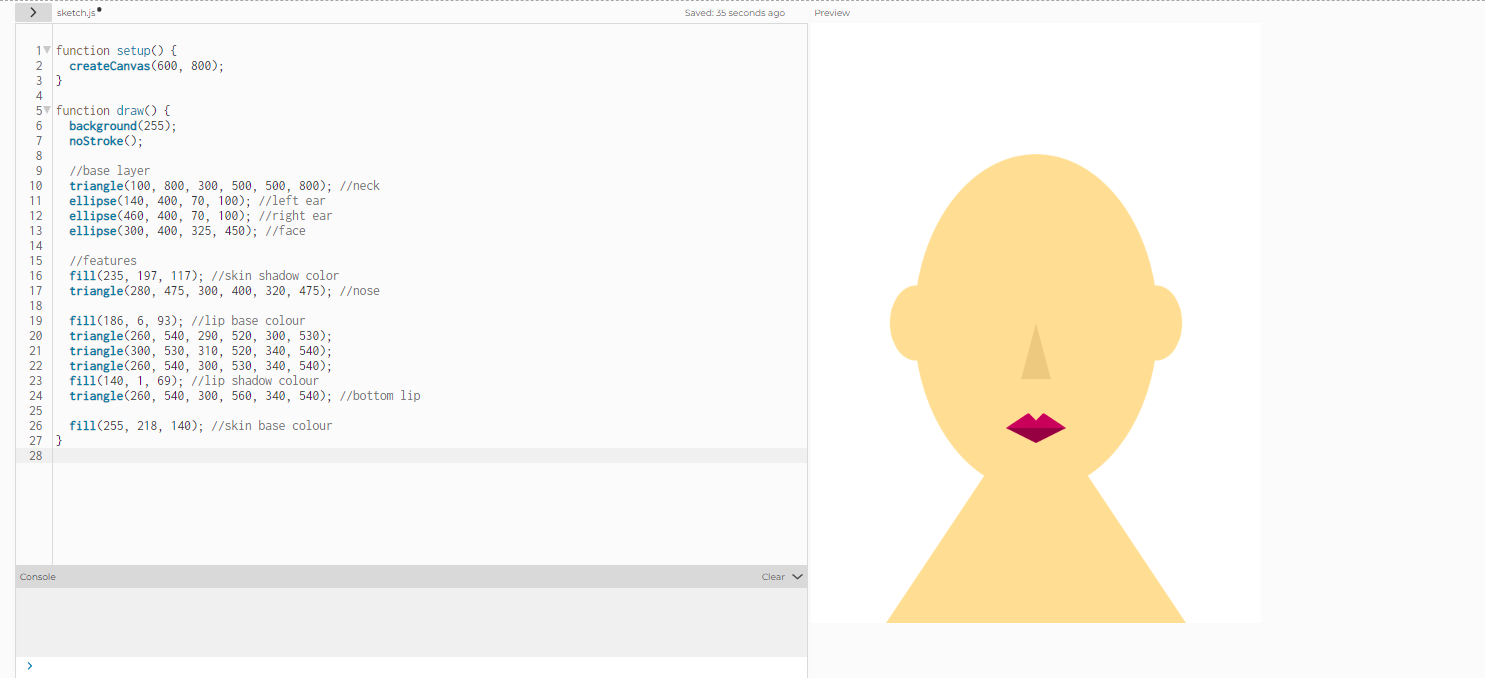 sketch.js
Saved: 35 seconds ago
Preview
1 function setup() {
2 createCanvas(600, 800);
3 }
4
5 function draw() {
6 background(255);
7 noStroke();
8
9 //base layer
10 triangle(100, 800, 300, 500, 500, 800); //neck
11 ellipse(140, 400, 70, 100); //left ear
12 ellipse(460, 400, 70, 100); //right ear
13 ellipse(300, 400, 325, 450); //face
14
15 //features
16 fill(235, 197, 117); //skin shadow color
17 triangle(280, 475, 300, 400, 320, 475); //nose
18
19 fill(186, 6, 93); //lip base colour
20 triangle(260, 540, 290, 520, 300, 530);
21 triangle(300, 530, 310, 520, 340, 540);
22 triangle(260, 540, 300, 530, 340, 540);
23 fill(140, 1, 69); //lip shadow colour
24 triangle(260, 540, 300, 560, 340, 540); //bottom lip
25
26 fill(255, 218, 140); //skin base colour
27 }
28
Console
Clear